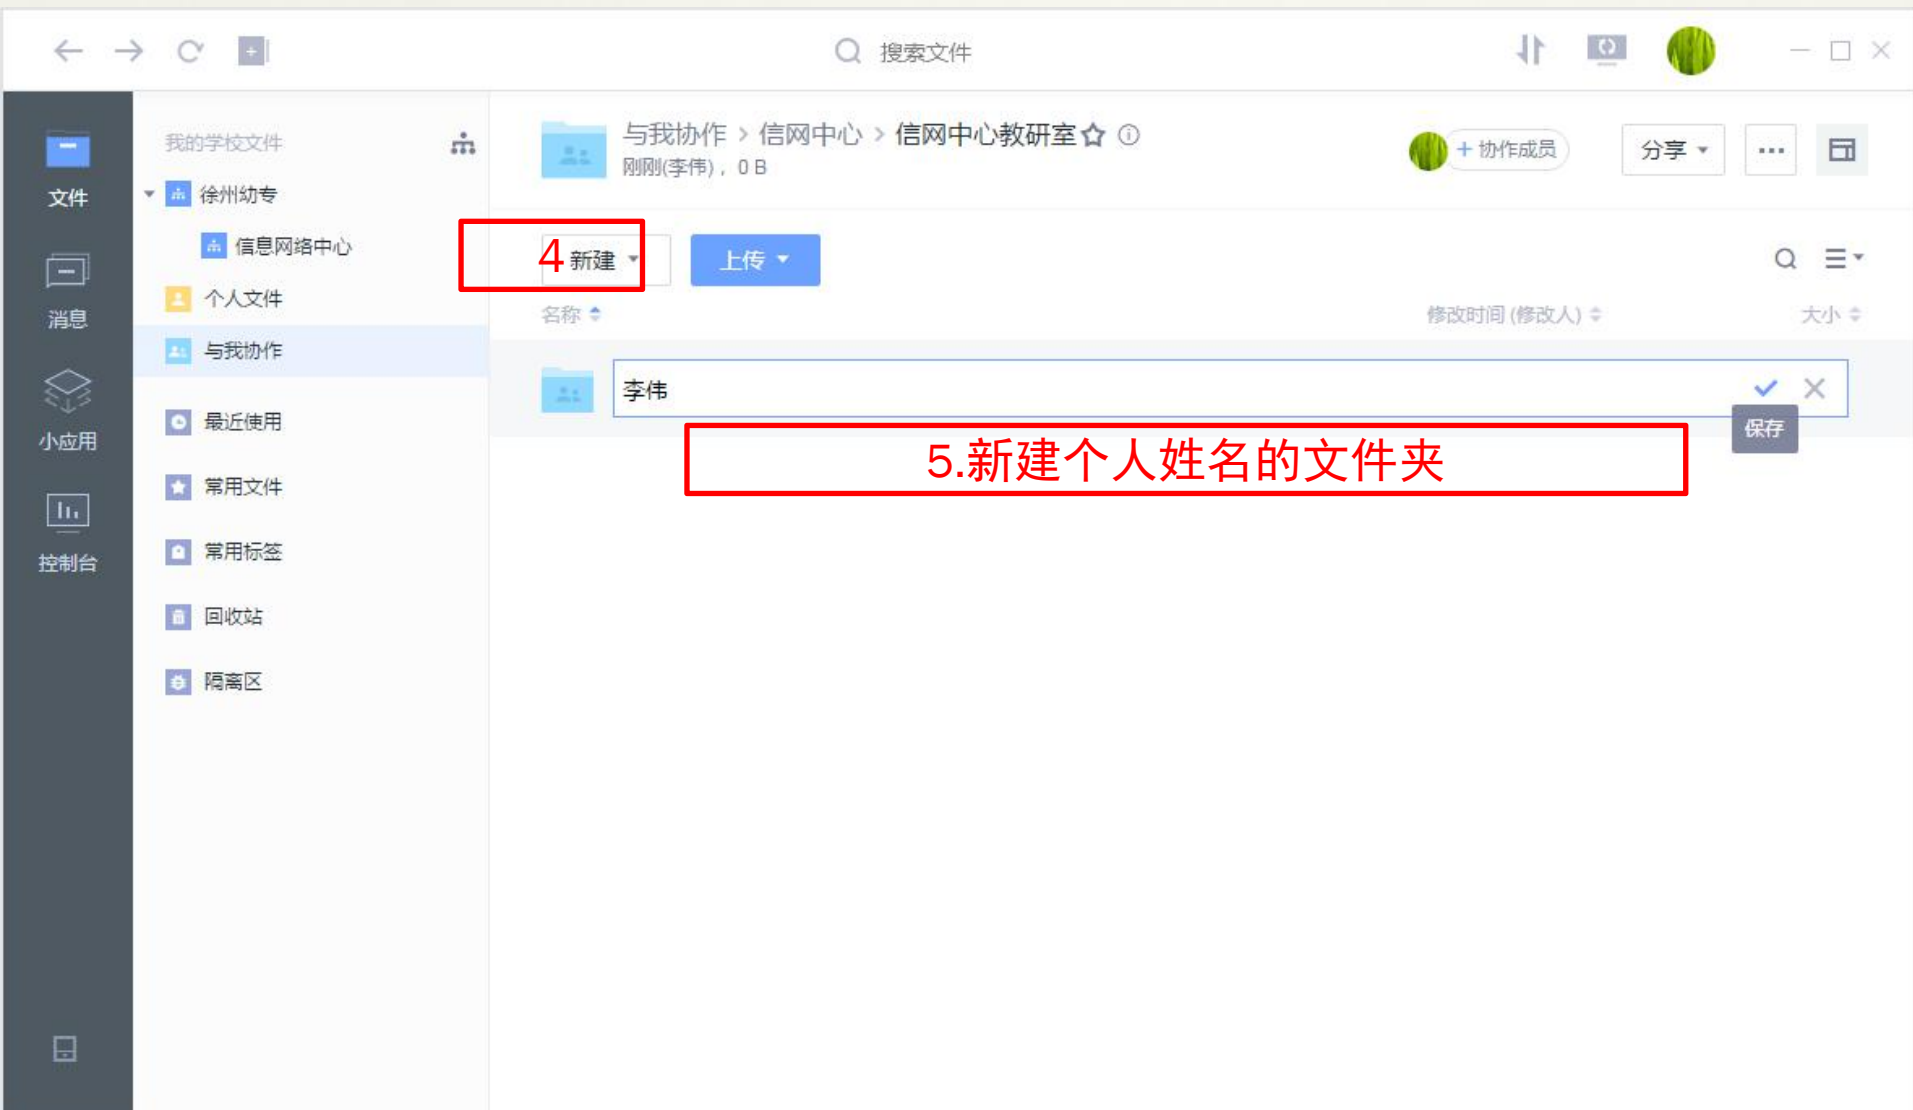 搜索文件
文件
消息
小应用
控制台
我的学校文件
徐州幼专
信息网络中心
个人文件
与我协作
最近使用
常用文件
常用标签
回收站
隔离区
与我协作 > 信网中心 > 信网中心教研室
刚刚(李伟)，0 B
+ 协作成员
分享
4
新建
上传
名称
修改时间 (修改人)
大小
李伟
保存
5.新建个人姓名的文件夹